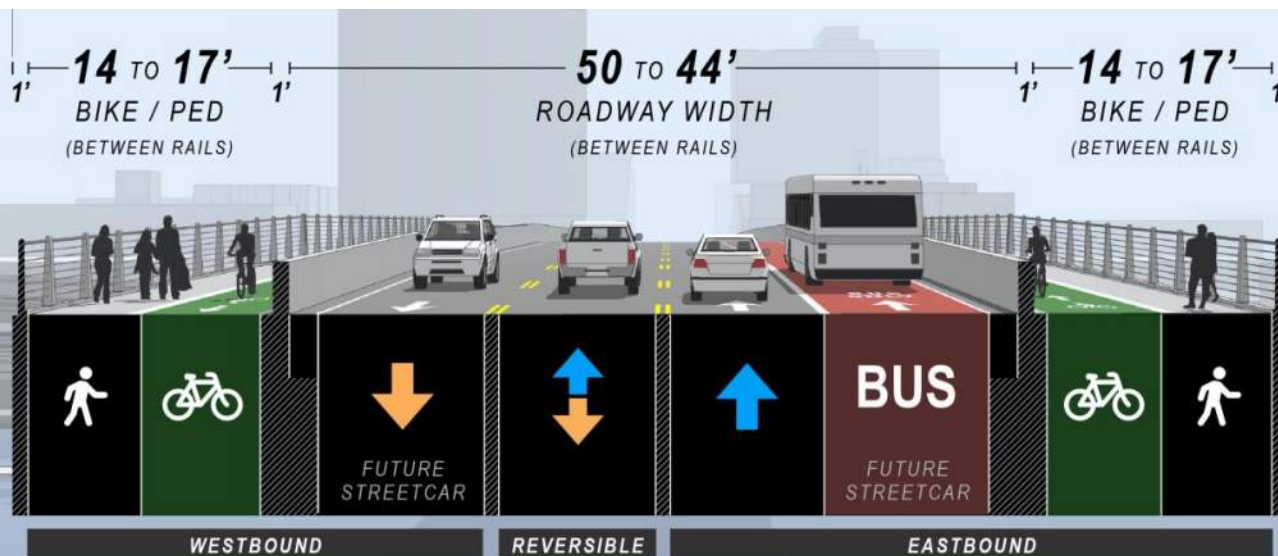 14 TO 17'
BIKE / PED
(BETWEEN RAILS)
1'
1'
50 TO 44'
ROADWAY WIDTH
(BETWEEN RAILS)
1'
14 TO 17'
BIKE / PED
(BETWEEN RAILS)
FUTURE
STREETCAR
BUS
FUTURE
STREETCAR
WESTBOUND
REVERSIBLE
EASTBOUND